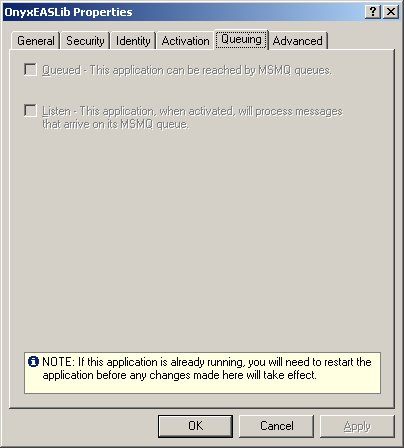 OnyxEASLib Properties
General Security Identity Activation Queuing Advanced
Queued - This application can be reached by MSMQ queues.
Listen - This application, when activated, will process messages
that arrive on its MSMQ queue.
NOTE: If this application is already running, you will need to restart the
application before any changes made here will take effect.
OK Cancel Apply